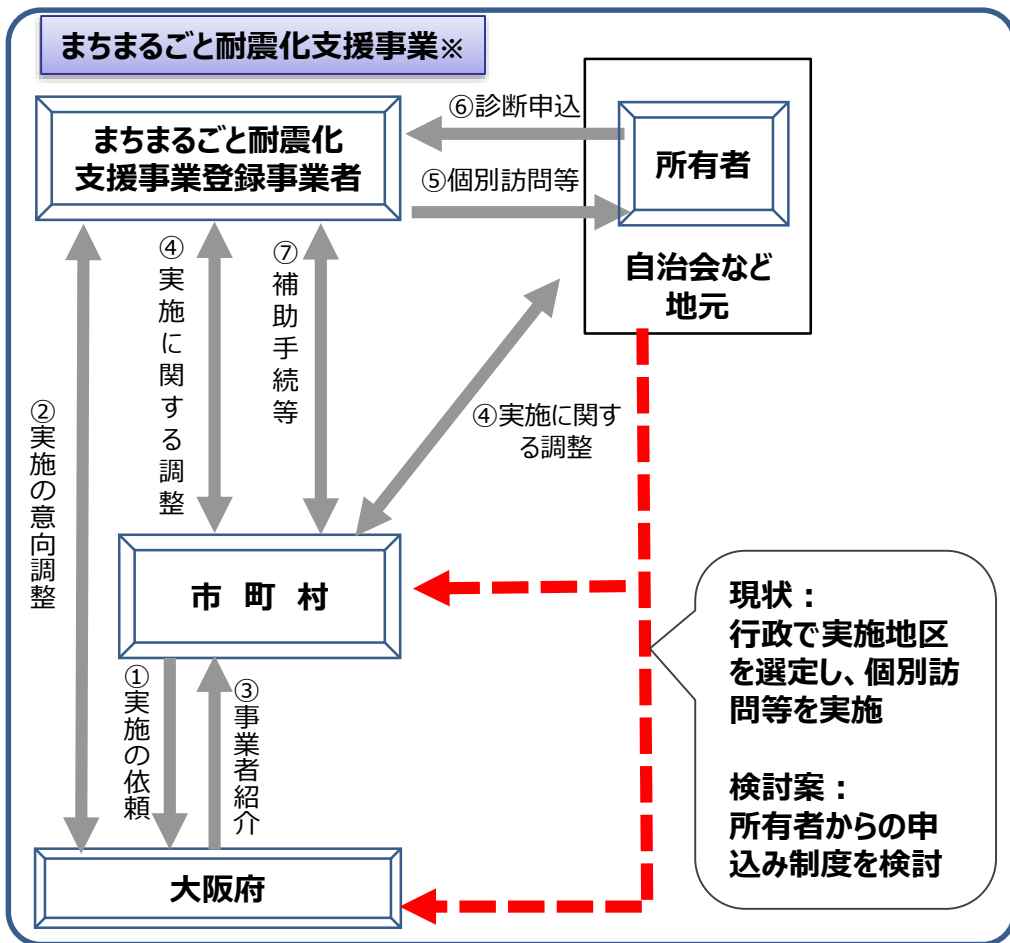 まちまるごと耐震化支援事業※
まちまるごと耐震化
支援事業登録事業者
⑥診断申込
⑤個別訪問等
所有者
自治会など
地元
④実施に関する調整
⑦補助手続等
②実施の意向調整
④実施に関す
る調整
市 町 村
①実施の依頼
③事業者紹介
大阪府
現状：
行政で実施地区
を選定し、個別訪
問等を実施
検討案：
所有者からの申
込み制度を検討